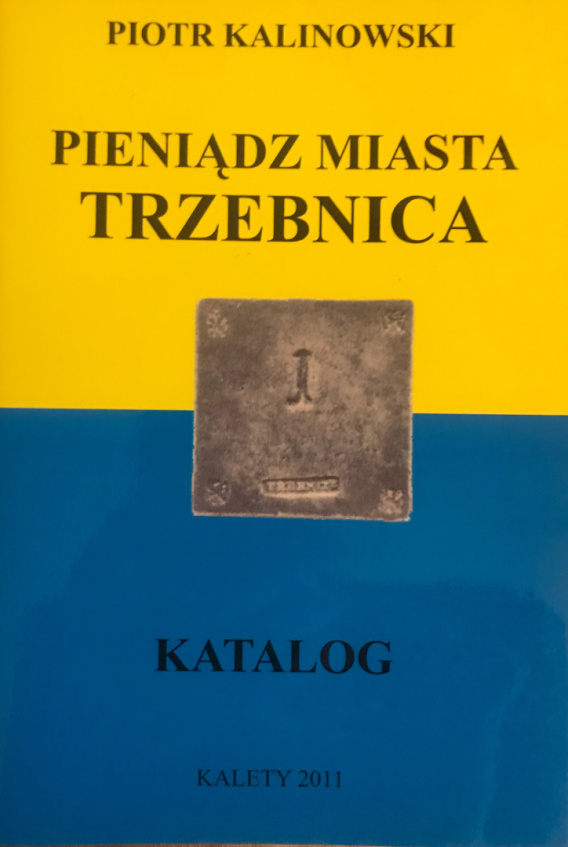 PIOTR KALINOWSKI
PIENIĄDZ MIASTA
TRZEBNICA
1
KATALOG
KALETY 2011